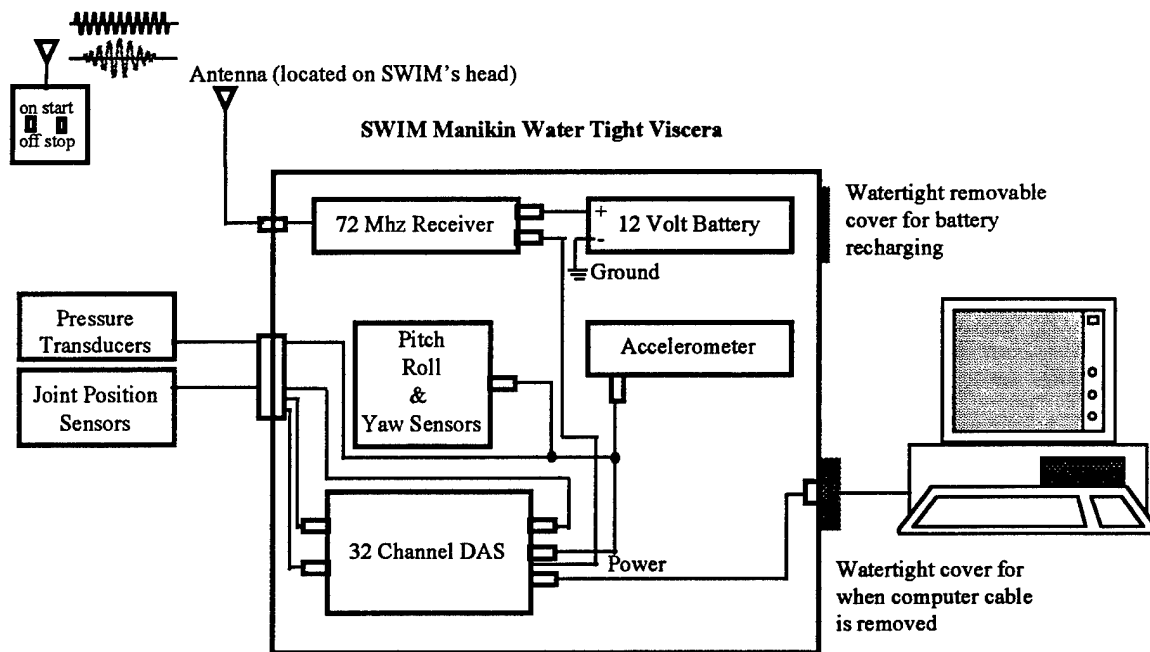 on start
off stop
Antenna (located on SWIM's head)
SWIM Manikin Water Tight Viscera
72 Mhz Receiver
+
-
12 Volt Battery
Ground
Watertight removable
cover for battery
recharging
Pressure
Transducers
Joint Position
Sensors
Pitch
Roll
&
Yaw Sensors
Accelerometer
32 Channel DAS
Power
Watertight cover for
when computer cable
is removed